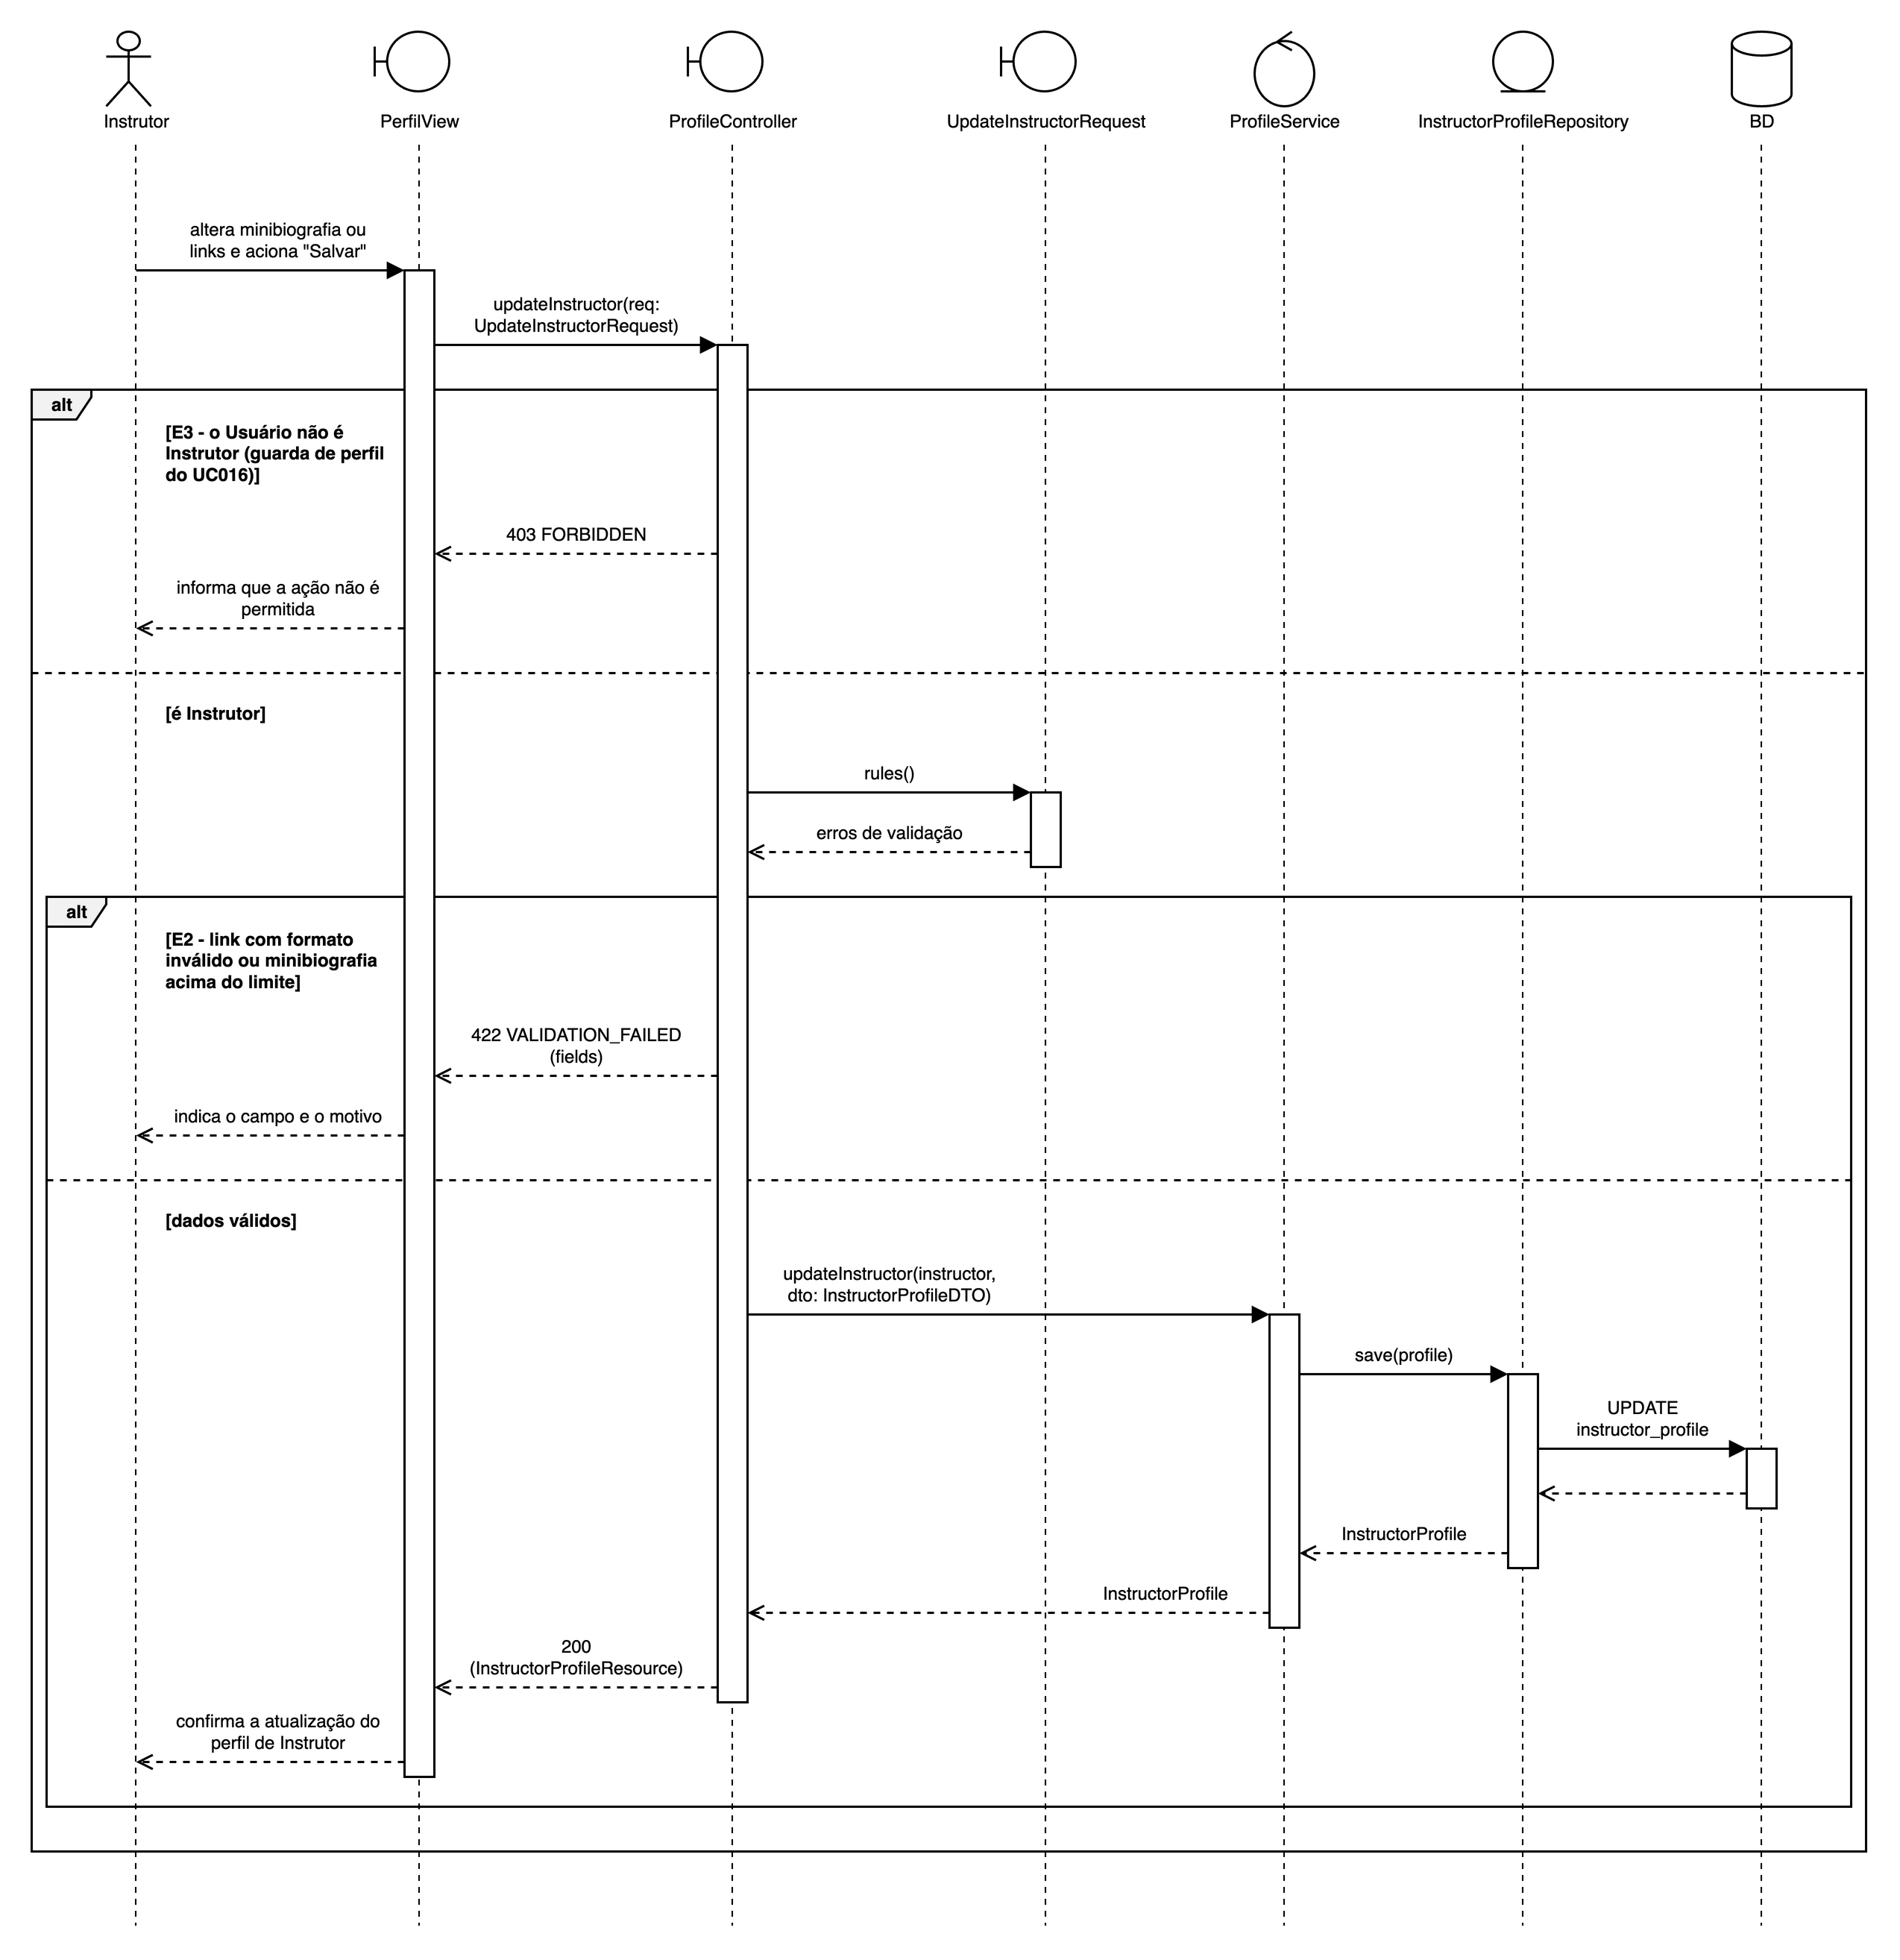 Instrutor
PerfilView
ProfileController
UpdateInstructorRequest
ProfileService
InstructorProfileRepository
BD
altera minibiografia ou
links e aciona "Salvar"
updateInstructor(req:
UpdateInstructorRequest)
alt
[E3 - o Usuário não é
Instrutor (guarda de perfil
do UC016)]
403 FORBIDDEN
informa que a ação não é
permitida
[é Instrutor]
rules()
erros de validação
alt
[E2 - link com formato
inválido ou minibiografia
acima do limite]
422 VALIDATION_FAILED
(fields)
indica o campo e o motivo
[dados válidos]
updateInstructor(instructor,
dto: InstructorProfileDTO)
save(profile)
UPDATE
instructor_profile
InstructorProfile
InstructorProfile
200
(InstructorProfileResource)
confirma a atualização do
perfil de Instrutor